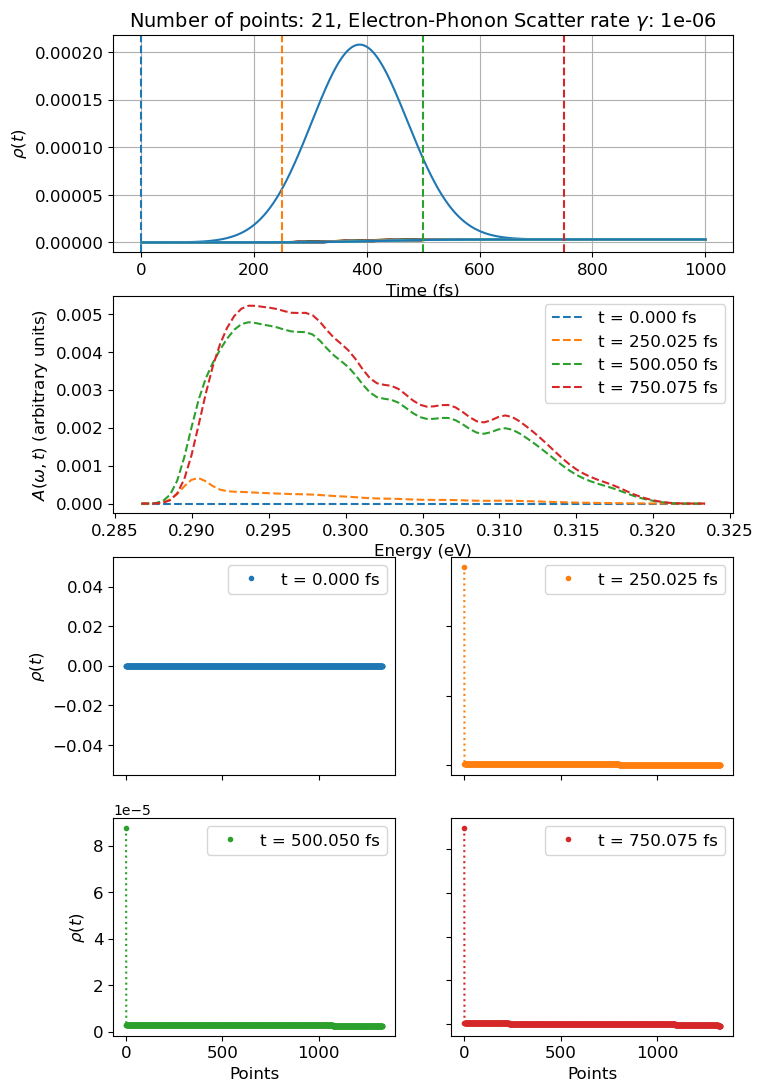 Number of points: 21, Electron-Phonon Scatter rate γ: 1e-06
ρ(t)
0.00020
0.00015
0.00010
0.00005
0.00000
0 200 400 600 800 1000
Time (fs)
A(ω, t) (arbitrary units)
0.005
0.004
0.003
0.002
0.001
0.000
t = 0.000 fs
t = 250.025 fs
t = 500.050 fs
t = 750.075 fs
0.285 0.290 0.295 0.300 0.305 0.310 0.315 0.320 0.325
Energy (eV)
ρ(t)
0.04
0.02
0.00
−0.02
−0.04
t = 0.000 fs
t = 250.025 fs
1e−5
ρ(t)
8
6
4
2
0
t = 500.050 fs
0 500 1000
Points
t = 750.075 fs
0 500 1000
Points